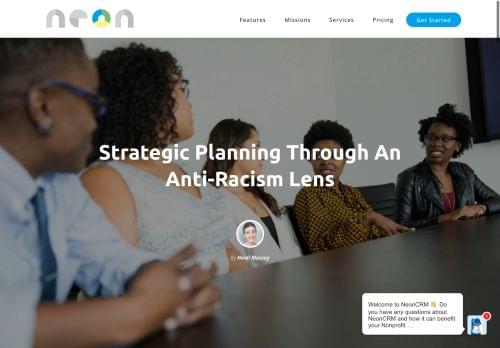 neon
Features
Missions
Services
Pricing
Get Started
Strategic Planning Through An
Anti-Racism Lens
By Heidi Massey
Welcome to NeonCRM 👋 Do
you have any questions about
NeonCRM and how it can benefit
your Nonprofit ...
1